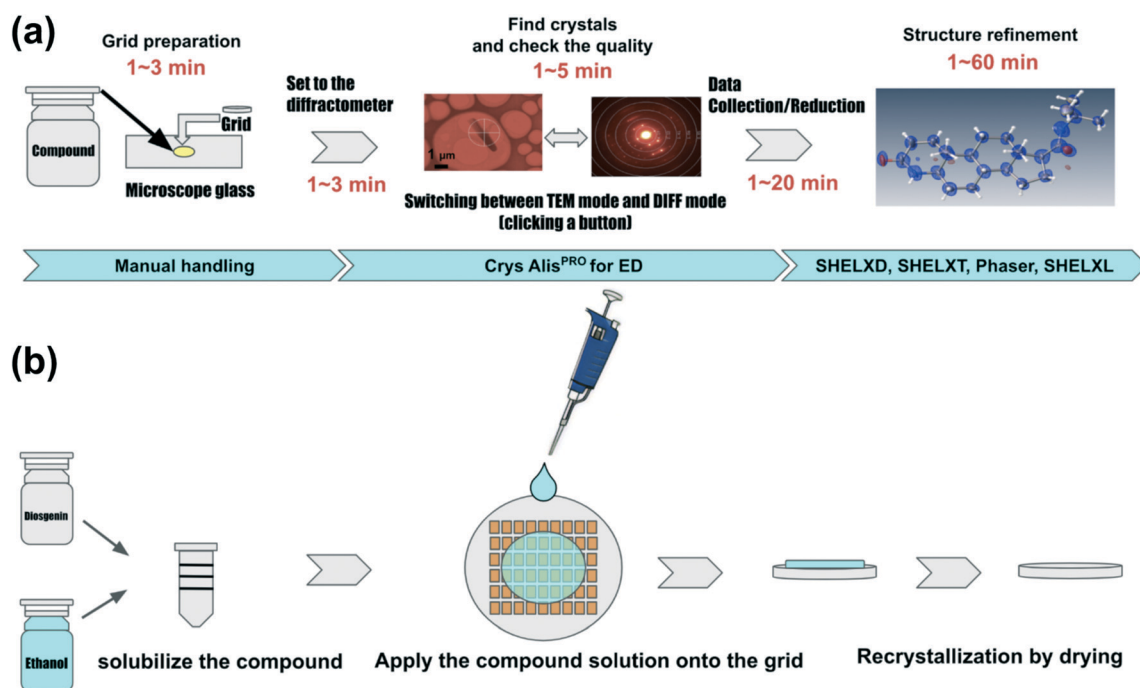 (a)
Grid preparation
1~3 min
Compound
Grid
Microscope glass
Set to the
diffractometer
1~3 min
Find crystals
and check the quality
1~5 min
1 μm
Switching between TEM mode and DIFF mode
(clicking a button)
Data
Collection/Reduction
1~20 min
Structure refinement
1~60 min
Manual handling
Crys AlisPRO for ED
SHELXD, SHELXT, Phaser, SHELXL
(b)
Diosgenin
Ethanol
solubilize the compound
Apply the compound solution onto the grid
Recrystallization by drying